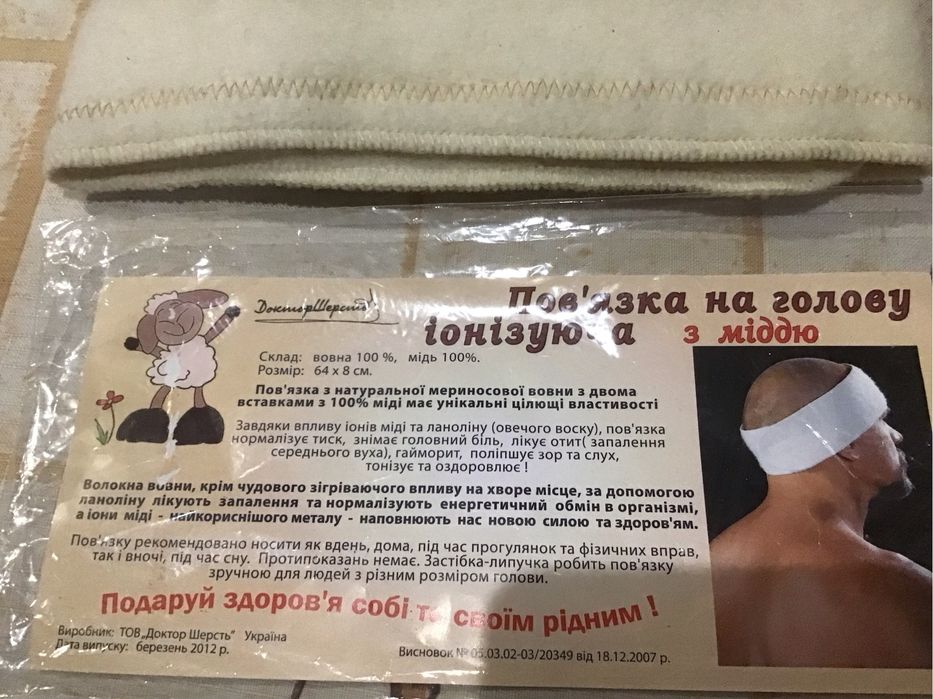 ДокторШерсть
Пов'язка на голову
іонізуюча з міддю
Склад: вовна 100 %, мідь 100%.
Розмір: 64 х 8 см.
Пов'язка з натуральної мериносової вовни з двома
вставками з 100% міді має унікальні цілющі властивості
Завдяки впливу іонів міді та ланоліну (овечого воску), пов'язка
нормалізує тиск, знімає головний біль, лікує отит( запалення
середнього вуха), гайморит, поліпшує зор та слух,
тонізує та оздоровлює !
Волокна вовни, крім чудового зігріваючого впливу на хворе місце, за допомогою
ланоліну лікують запалення та нормалізують енергетичний обмін в організмі,
а іони міді - найкориснішого металу - наповнюють нас новою силою та здоров'ям.
Пов'язку рекомендовано носити як вдень, дома, під час прогулянок та фізичних вправ,
так і вночі, під час сну. Протипоказань немає. Застібка-липучка робить пов'язку
зручною для людей з різним розміром голови.
Подаруй здоров'я собі та своїм рідним !
Виробник: ТОВ „Доктор Шерсть" Україна
Дата випуску: березень 2012 р.
Висновок № 05.03.02-03/20349 від 18.12.2007 р.